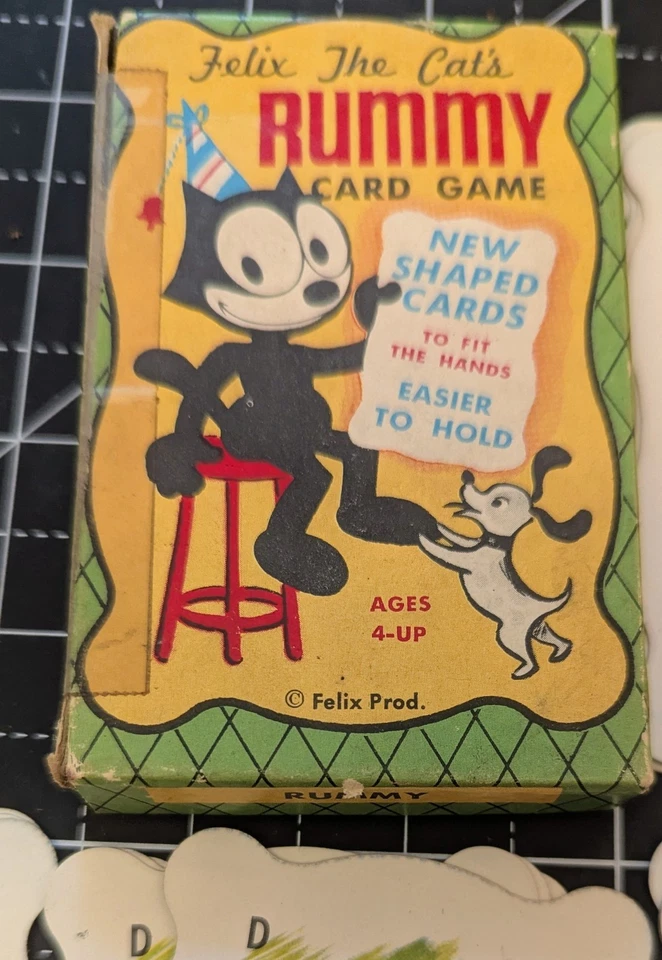 Felix The Cat's
RUMMY
CARD GAME
NEW
SHAPED
CARDS
TO FIT
THE HANDS
EASIER
TO HOLD
AGES
4-UP
© Felix Prod.
RUMMY
D
D